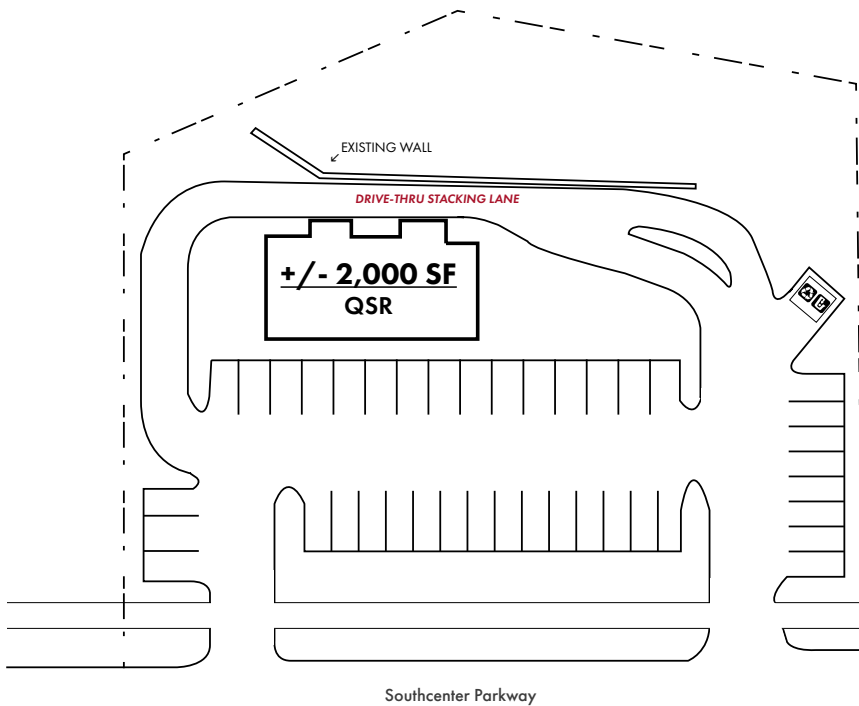 EXISTING WALL
DRIVE-THRU STACKING LANE
+/- 2,000 SF
QSR
Southcenter Parkway